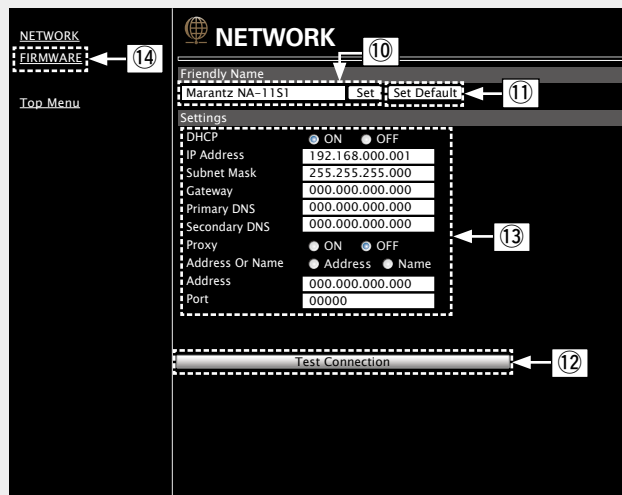 NETWORK
FIRMWARE
⑭
Top Menu
NETWORK
⑩
Friendly Name
Marantz NA-11S1 Set Set Default
⑪
Settings
DHCP ON OFF
IP Address 192.168.000.001
Subnet Mask 255.255.255.000
Gateway 000.000.000.000
Primary DNS 000.000.000.000
Secondary DNS 000.000.000.000
Proxy ON OFF
Address Or Name Address Name
Address 000.000.000.000
Port 00000
⑬
Test Connection
⑫